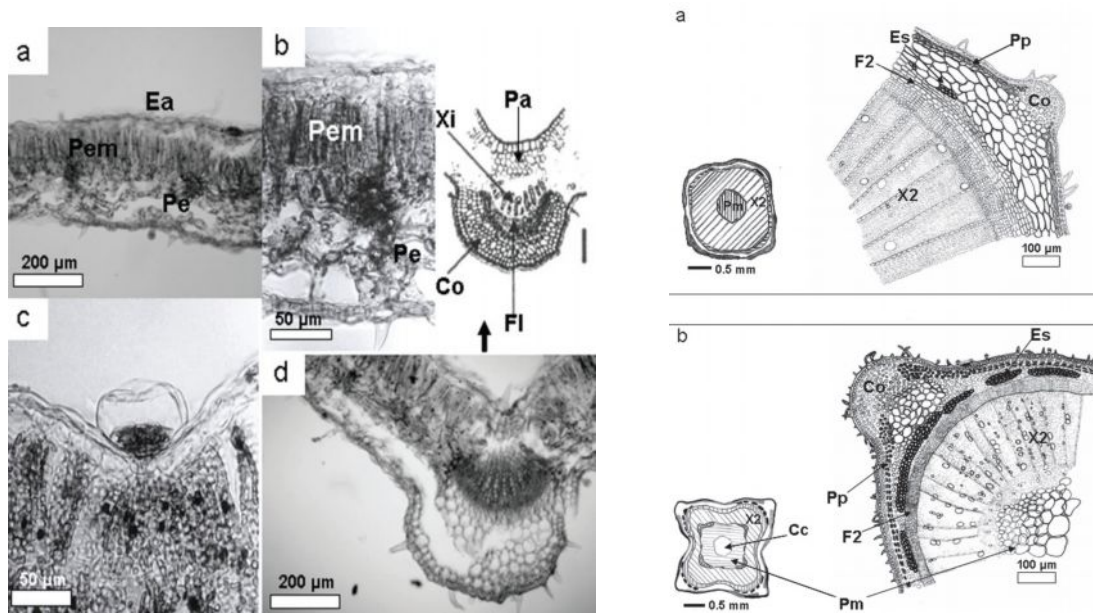 a
Ea
Pem
Pe
200 µm
b
Pem
Pe
50 µm
Xi
Pa
Co
Fl
c
50 µm
d
200 µm
a
Es
Pp
F2
Co
X2
Pm
X2
0.5 mm
100 µm
b
Es
Co
X2
Pp
F2
X2
Cc
Pm
0.5 mm
100 µm